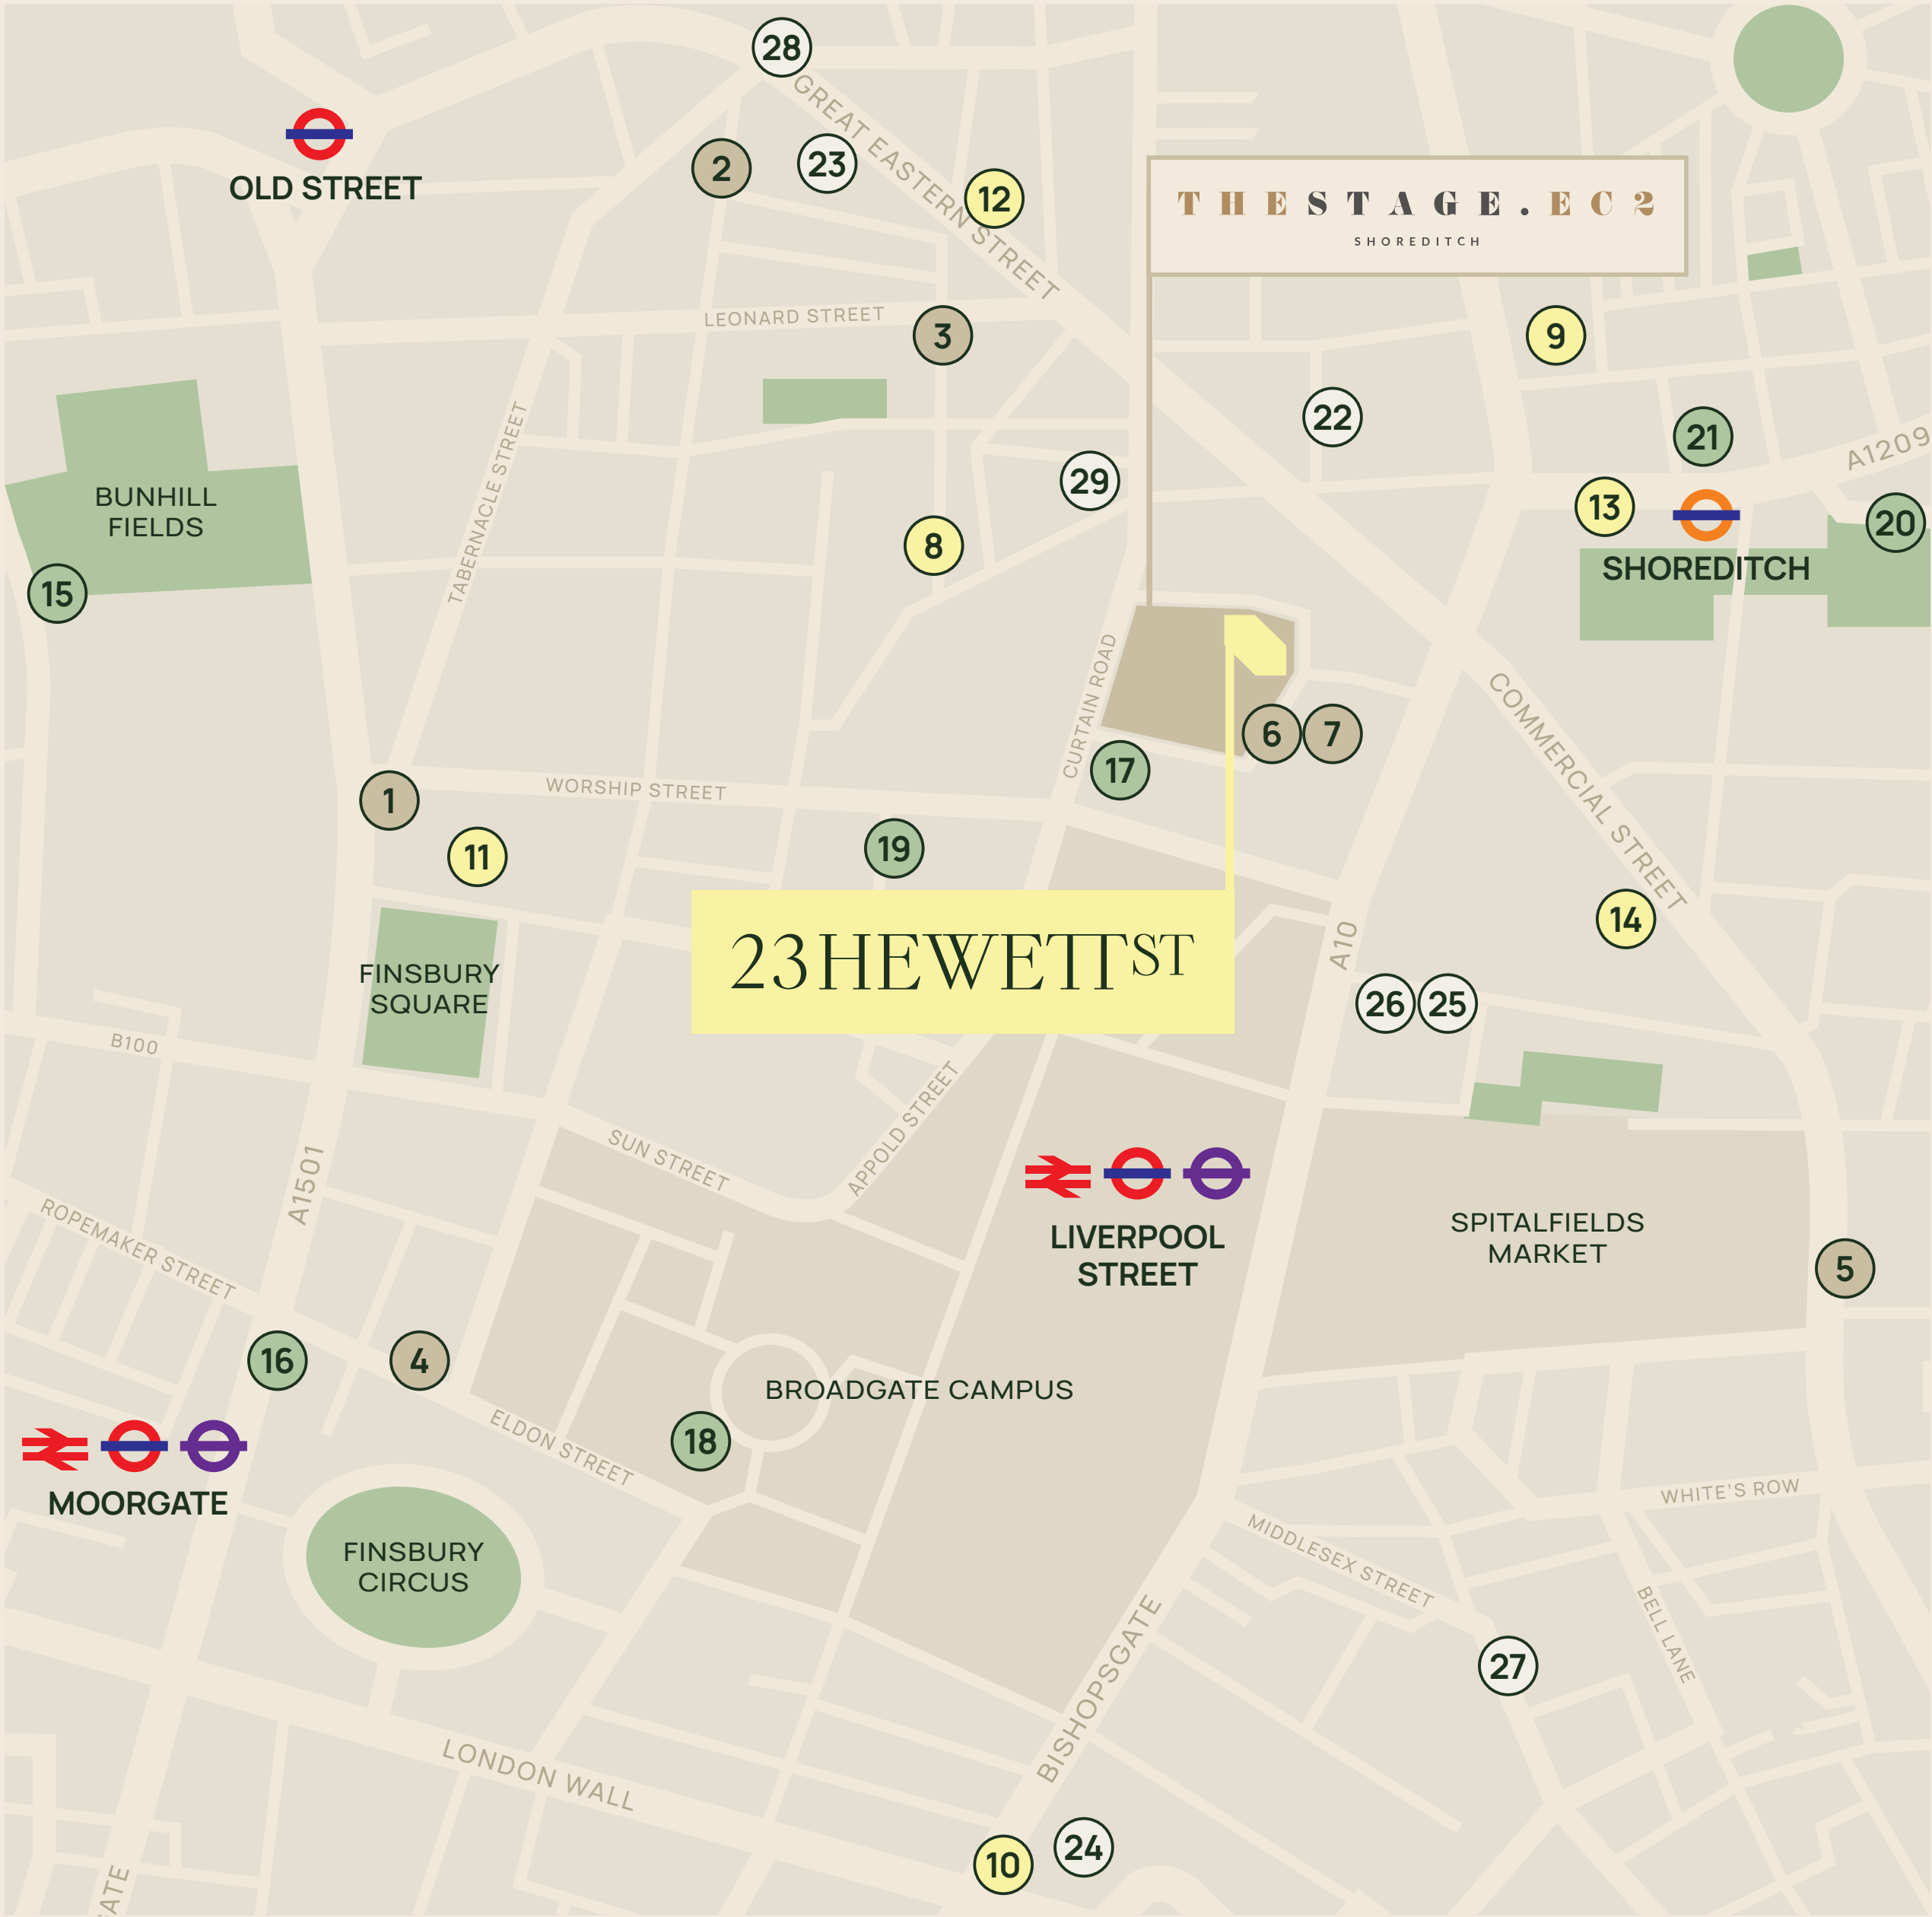 28
GREAT EASTERN STREET
OLD STREET
2
23
12
THESTAGE.EC2
SHOREDITCH
LEONARD STREET
3
9
22
21
A1209
TABERNACLE STREET
29
13
20
BUNHILL
FIELDS
8
SHOREDITCH
15
CURTAIN ROAD
6
7
COMMERCIAL STREET
17
WORSHIP STREET
1
11
19
14
23 HEWETT ST
A10
FINSBURY
SQUARE
26
25
B100
APPOLD STREET
SUN STREET
A1501
ROPEMAKER STREET
LIVERPOOL
STREET
SPITALFIELDS
MARKET
5
16
4
BROADGATE CAMPUS
18
ELDON STREET
MOORGATE
WHITE'S ROW
MIDDLESEX STREET
FINSBURY
CIRCUS
BELL LANE
BISHOPSGATE
27
LONDON WALL
24
10
GATE